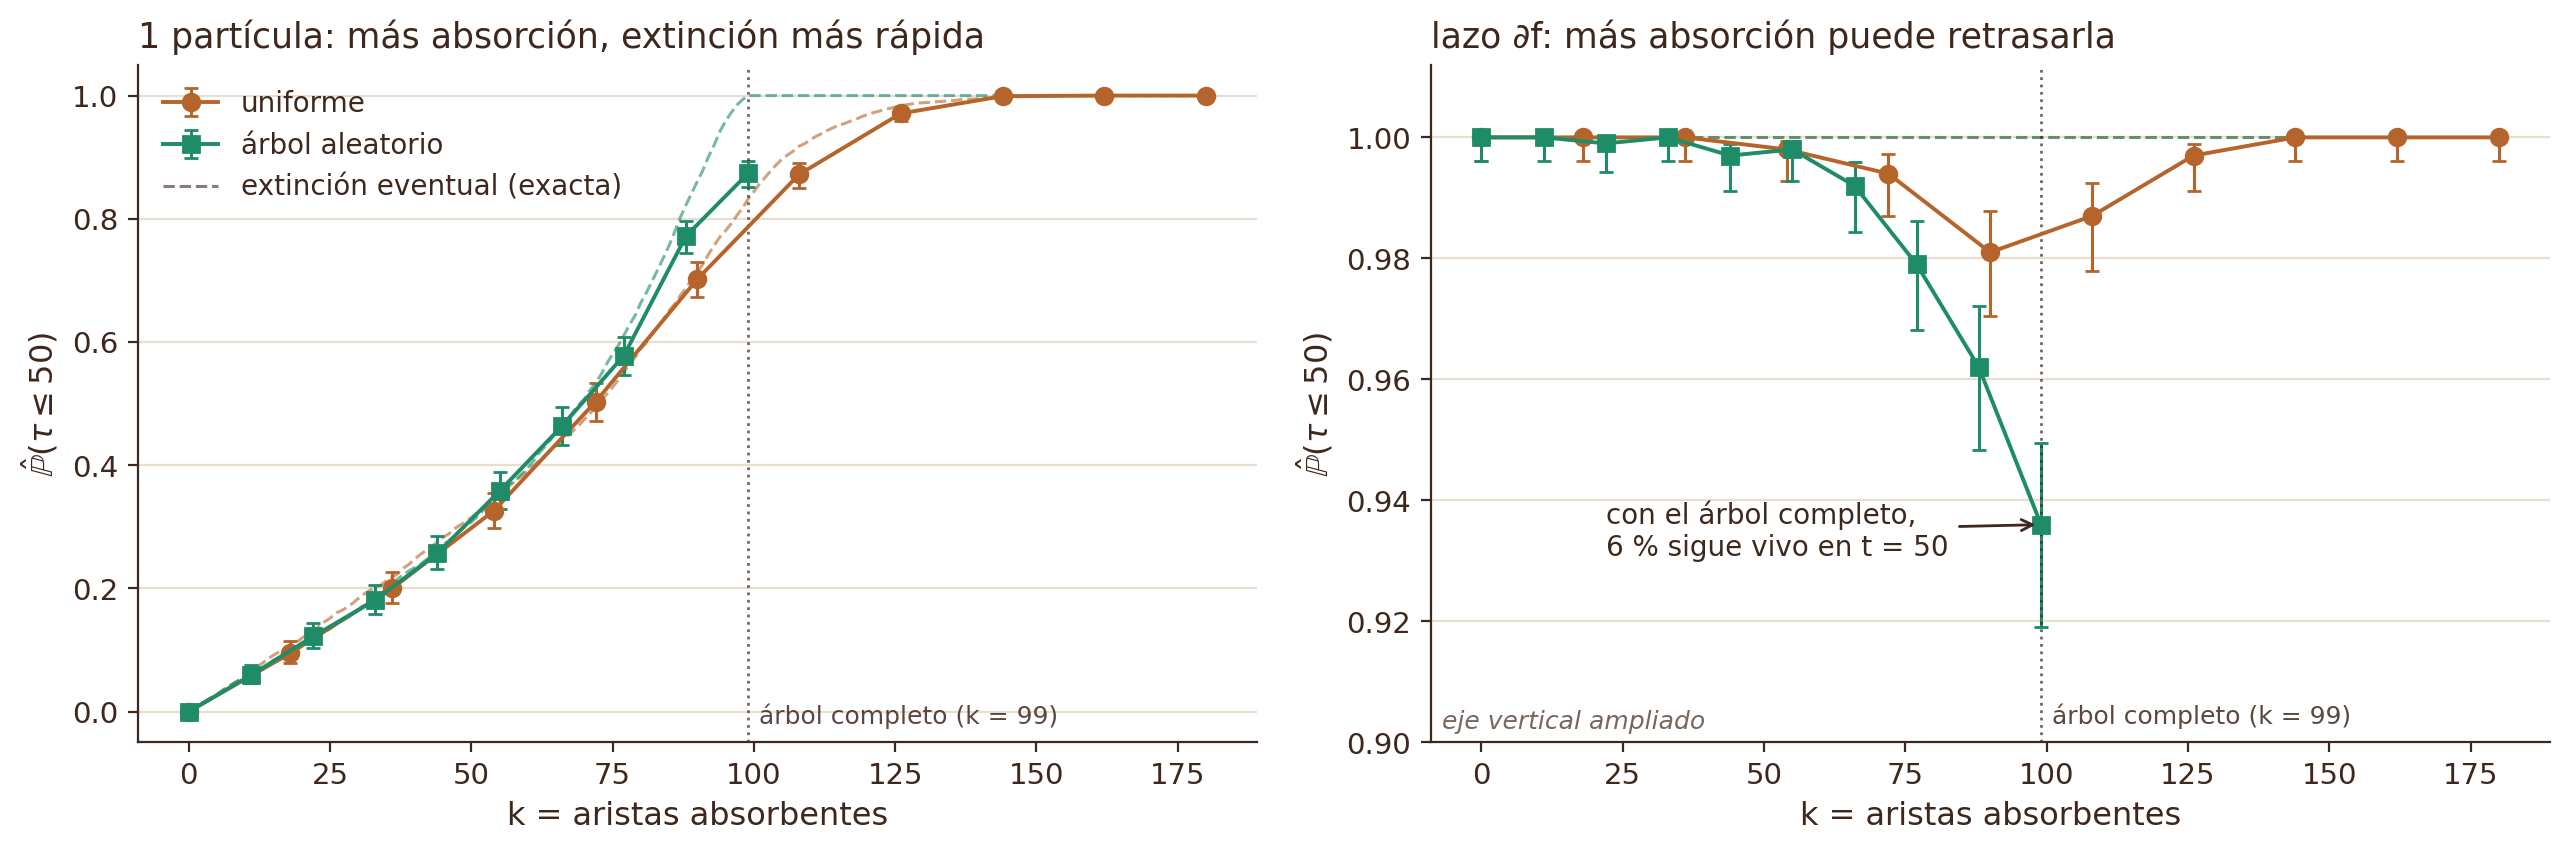 1 partícula: más absorción, extinción más rápida
uniforme
árbol aleatorio
extinción eventual (exacta)
ℙ̂(τ ≤ 50)
1.0
0.8
0.6
0.4
0.2
0.0
árbol completo (k = 99)
0 25 50 75 100 125 150 175
k = aristas absorbentes
lazo ∂f: más absorción puede retrasarla
ℙ̂(τ ≤ 50)
1.00
0.98
0.96
0.94
0.92
0.90
con el árbol completo,
6 % sigue vivo en t = 50
eje vertical ampliado
árbol completo (k = 99)
0 25 50 75 100 125 150 175
k = aristas absorbentes